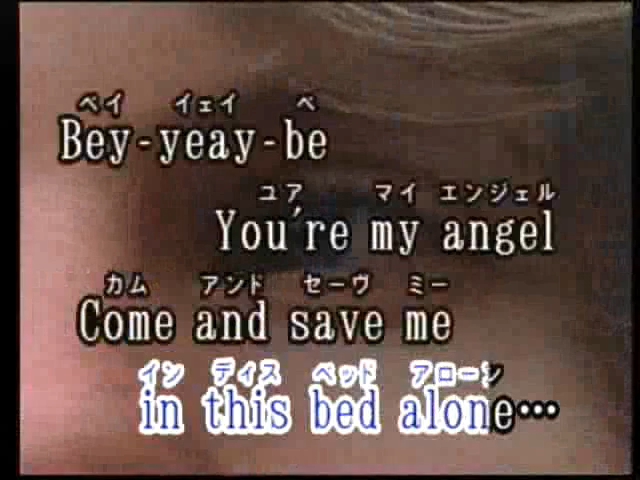 ベイ イェイ ベ
Bey-yeay-be
ユア マイ エンジェル
You're my angel
カム アンド セーヴ ミー
Come and save me
イン ディス ベッド アローン
in this bed alone…